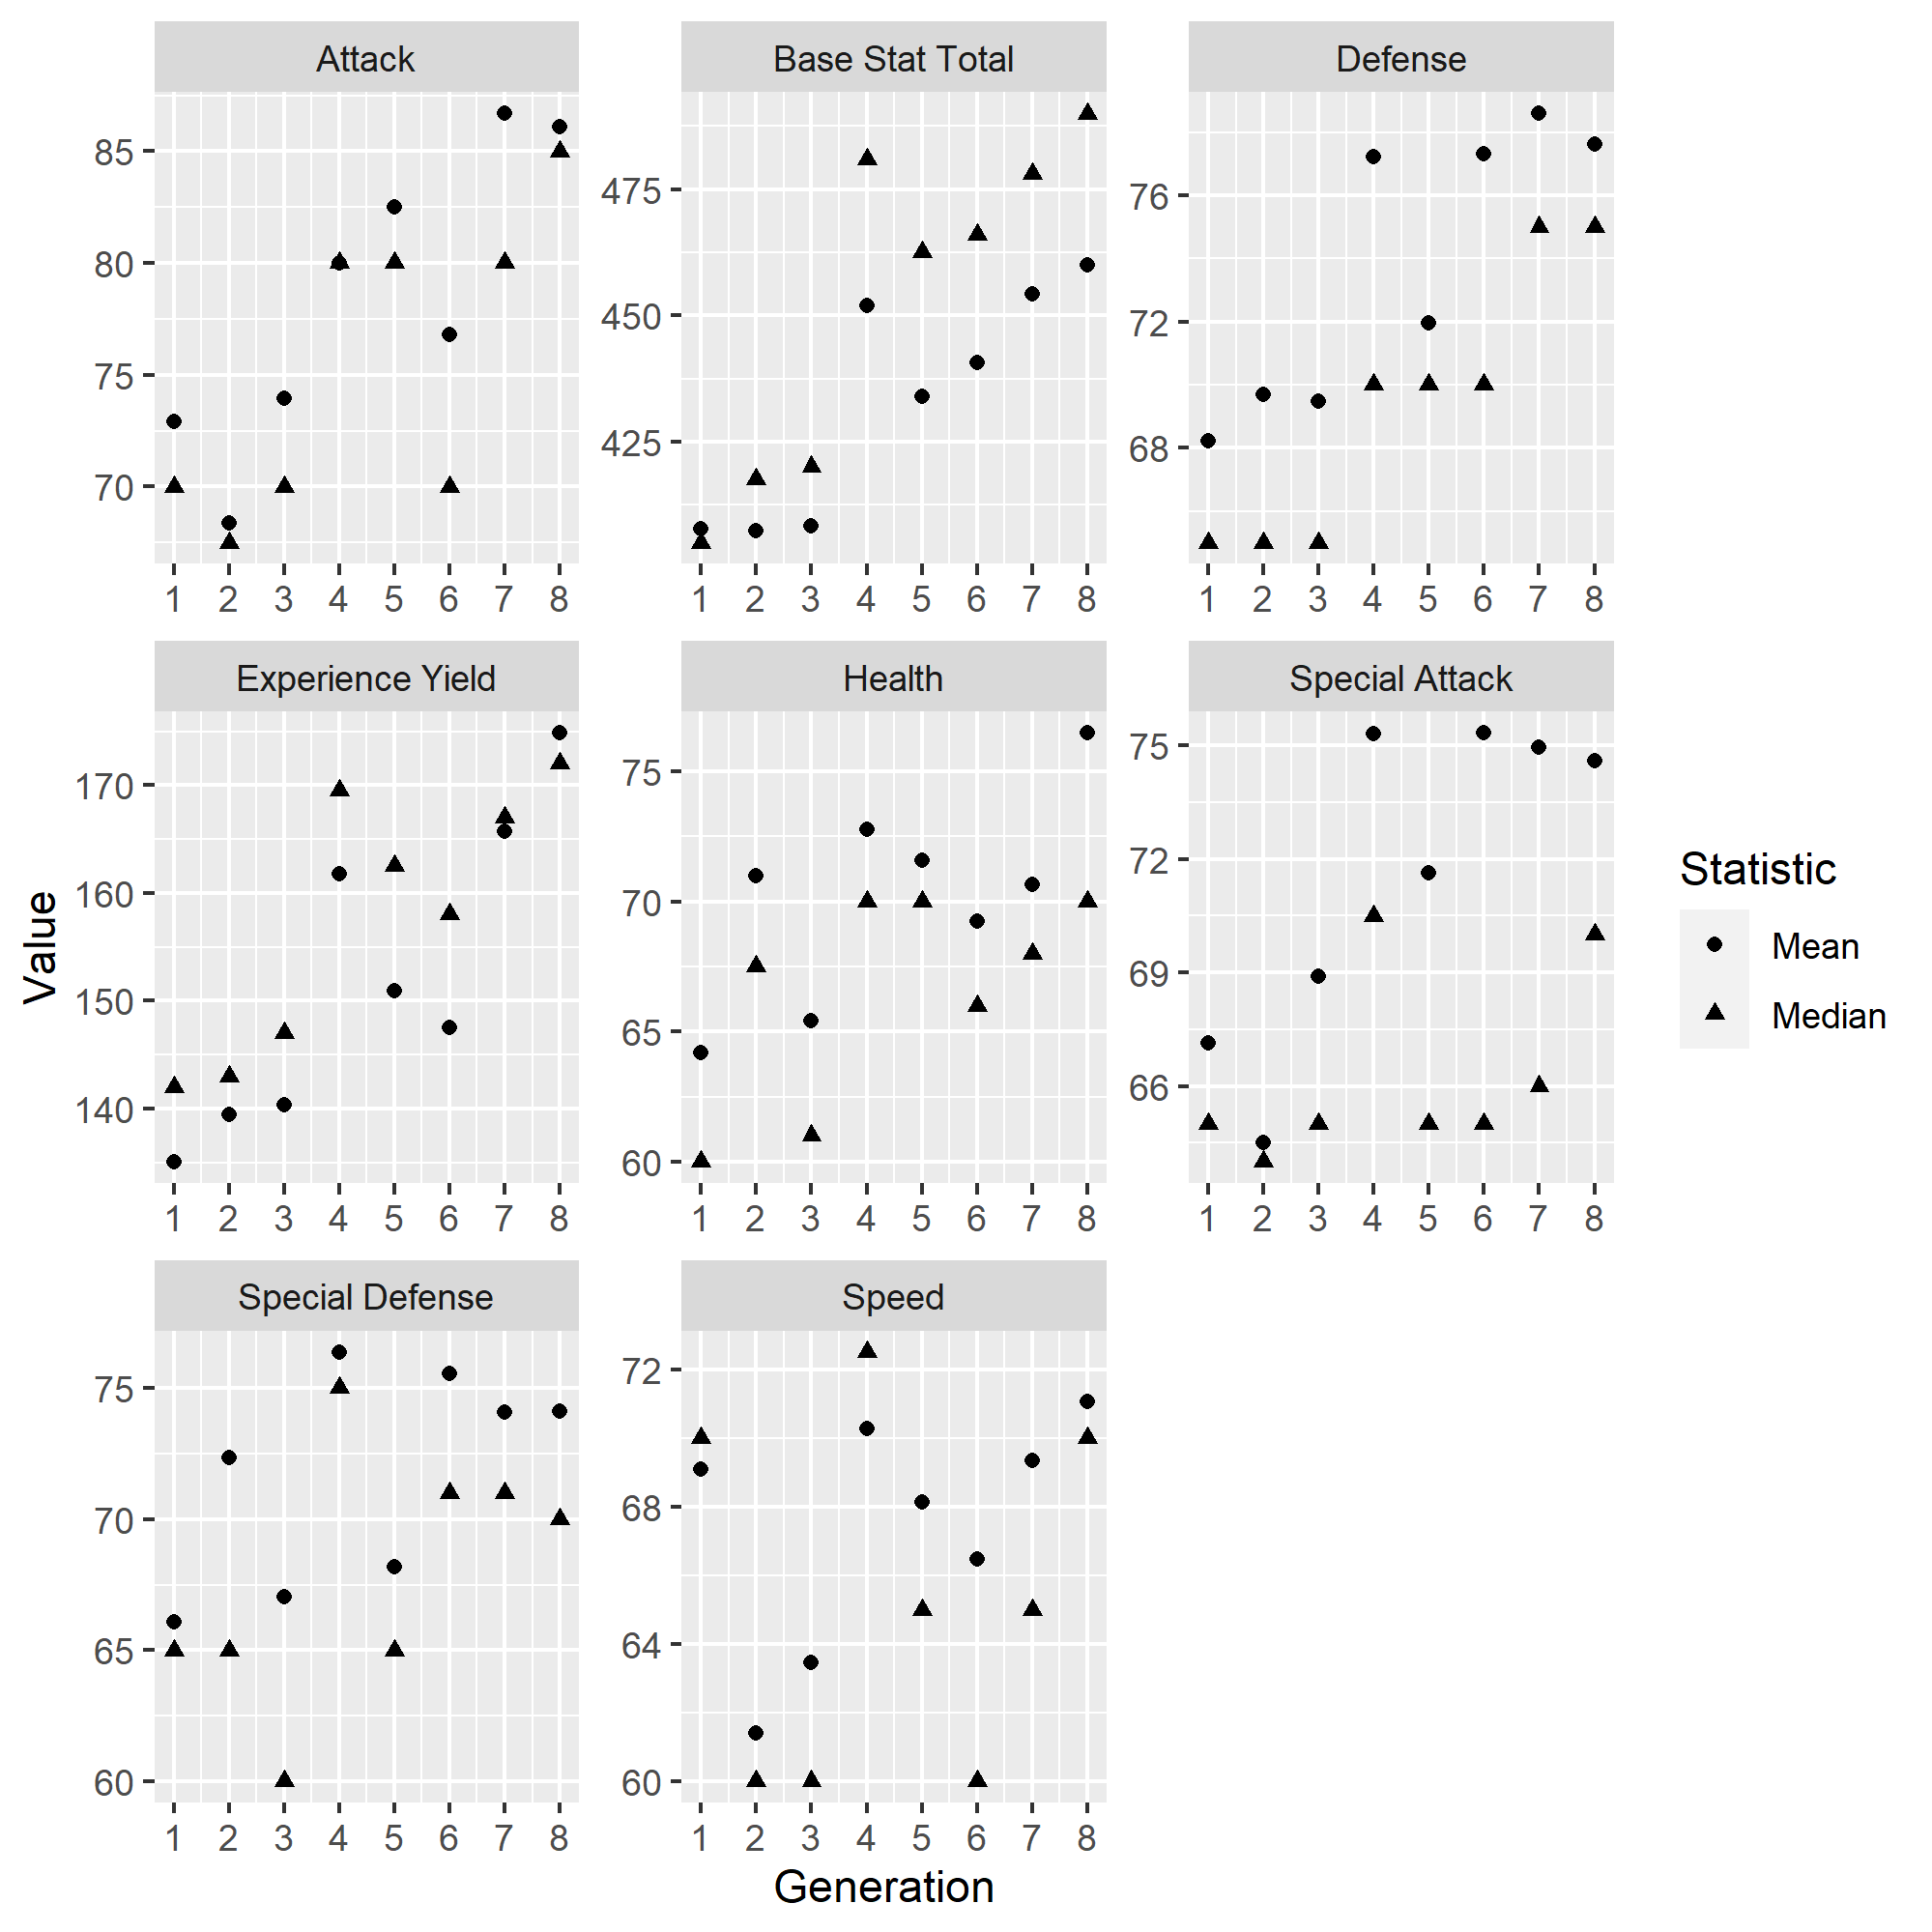 Attack
Base Stat Total
Defense
85
80
75
70
475
450
425
76
72
68
1 2 3 4 5 6 7 8
1 2 3 4 5 6 7 8
1 2 3 4 5 6 7 8
Experience Yield
Health
Special Attack
170
160
150
140
75
70
65
60
75
72
69
66
1 2 3 4 5 6 7 8
1 2 3 4 5 6 7 8
1 2 3 4 5 6 7 8
Special Defense
Speed
75
70
65
60
72
68
64
60
1 2 3 4 5 6 7 8
1 2 3 4 5 6 7 8
Value
Generation
Statistic
Mean
Median